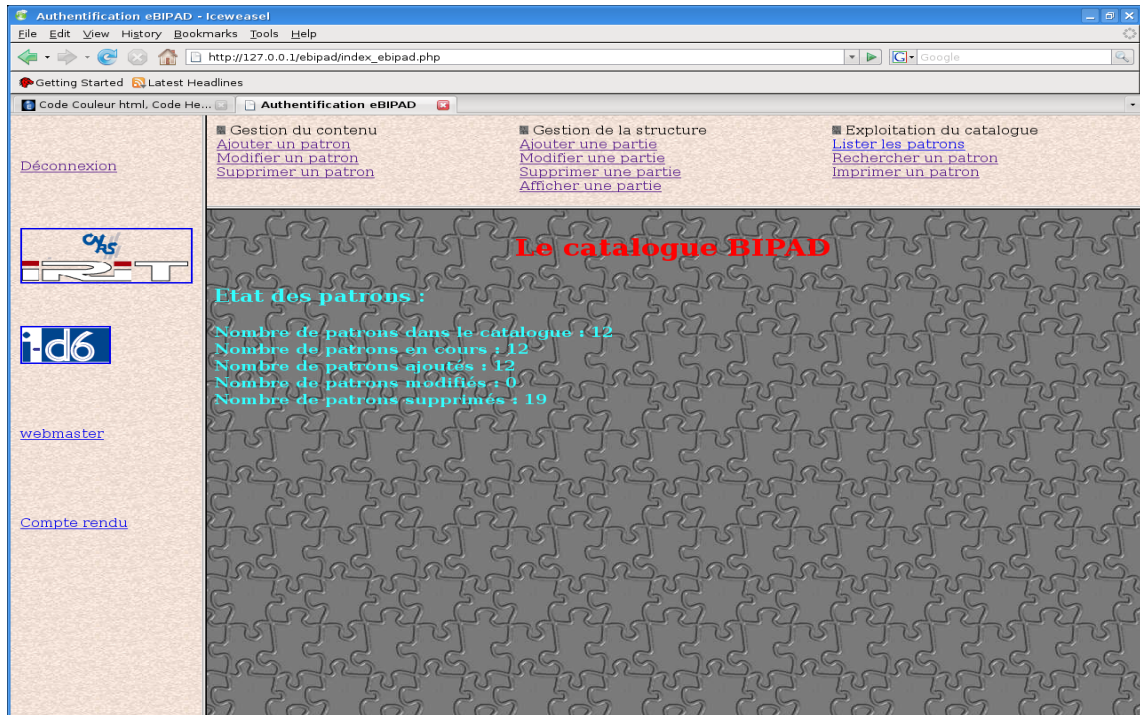 Authentification eBIPAD - Iceweasel
File Edit View History Bookmarks Tools Help
http://127.0.0.1/ebipad/index_ebipad.php
G Google
Getting Started Latest Headlines
Code Couleur html, Code He... Authentification eBIPAD
Déconnexion
CNRS
IRIT
i-d6
webmaster
Compte rendu
Gestion du contenu
Ajouter un patron
Modifier un patron
Supprimer un patron
Gestion de la structure
Ajouter une partie
Modifier une partie
Supprimer une partie
Afficher une partie
Exploitation du catalogue
Lister les patrons
Rechercher un patron
Imprimer un patron
Le catalogue BIPAD
Etat des patrons :
Nombre de patrons dans le catalogue : 12
Nombre de patrons en cours : 12
Nombre de patrons ajoutés : 12
Nombre de patrons modifiés : 0
Nombre de patrons supprimés : 19